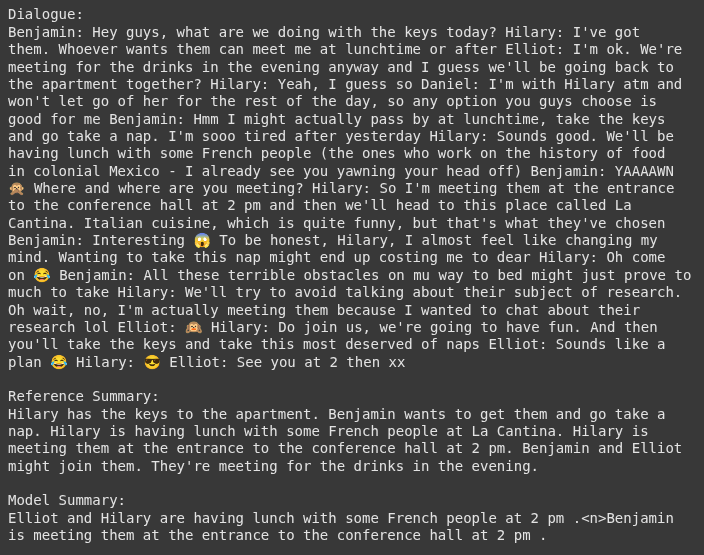 Dialogue:
Benjamin: Hey guys, what are we doing with the keys today? Hilary: I've got
them. Whoever wants them can meet me at lunchtime or after Elliot: I'm ok. We're
meeting for the drinks in the evening anyway and I guess we'll be going back to
the apartment together? Hilary: Yeah, I guess so Daniel: I'm with Hilary atm and
won't let go of her for the rest of the day, so any option you guys choose is
good for me Benjamin: Hmm I might actually pass by at lunchtime, take the keys
and go take a nap. I'm sooo tired after yesterday Hilary: Sounds good. We'll be
having lunch with some French people (the ones who work on the history of food
in colonial Mexico - I already see you yawning your head off) Benjamin: YAAAAWN
🙊 Where and where are you meeting? Hilary: So I'm meeting them at the entrance
to the conference hall at 2 pm and then we'll head to this place called La
Cantina. Italian cuisine, which is quite funny, but that's what they've chosen
Benjamin: Interesting 😱 To be honest, Hilary, I almost feel like changing my
mind. Wanting to take this nap might end up costing me to dear Hilary: Oh come
on 😂 Benjamin: All these terrible obstacles on mu way to bed might just prove to
much to take Hilary: We'll try to avoid talking about their subject of research.
Oh wait, no, I'm actually meeting them because I wanted to chat about their
research lol Elliot: 🙉 Hilary: Do join us, we're going to have fun. And then
you'll take the keys and take this most deserved of naps Elliot: Sounds like a
plan 😂 Hilary: 😎 Elliot: See you at 2 then xx
Reference Summary:
Hilary has the keys to the apartment. Benjamin wants to get them and go take a
nap. Hilary is having lunch with some French people at La Cantina. Hilary is
meeting them at the entrance to the conference hall at 2 pm. Benjamin and Elliot
might join them. They're meeting for the drinks in the evening.
Model Summary:
Elliot and Hilary are having lunch with some French people at 2 pm .<n>Benjamin
is meeting them at the entrance to the conference hall at 2 pm .